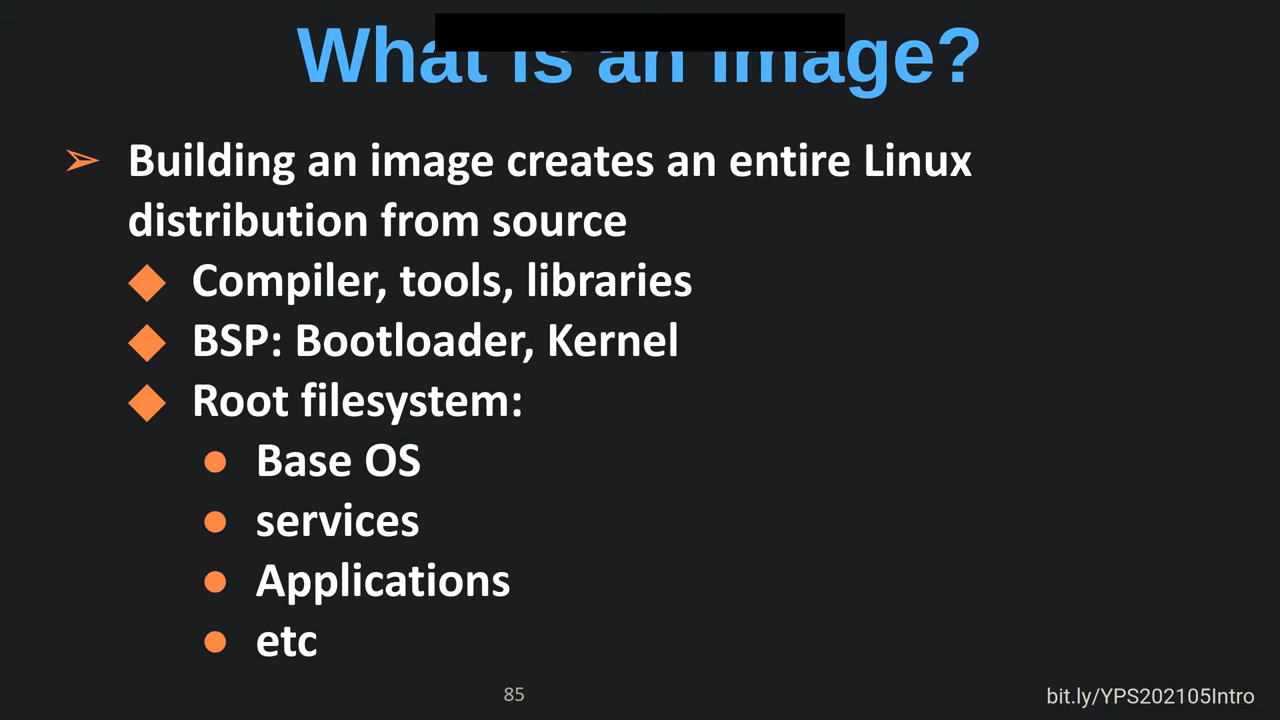 What is an image?
➢ Building an image creates an entire Linux
distribution from source
◆ Compiler, tools, libraries
◆ BSP: Bootloader, Kernel
◆ Root filesystem:
● Base OS
● services
● Applications
● etc
85
bit.ly/YPS202105Intro